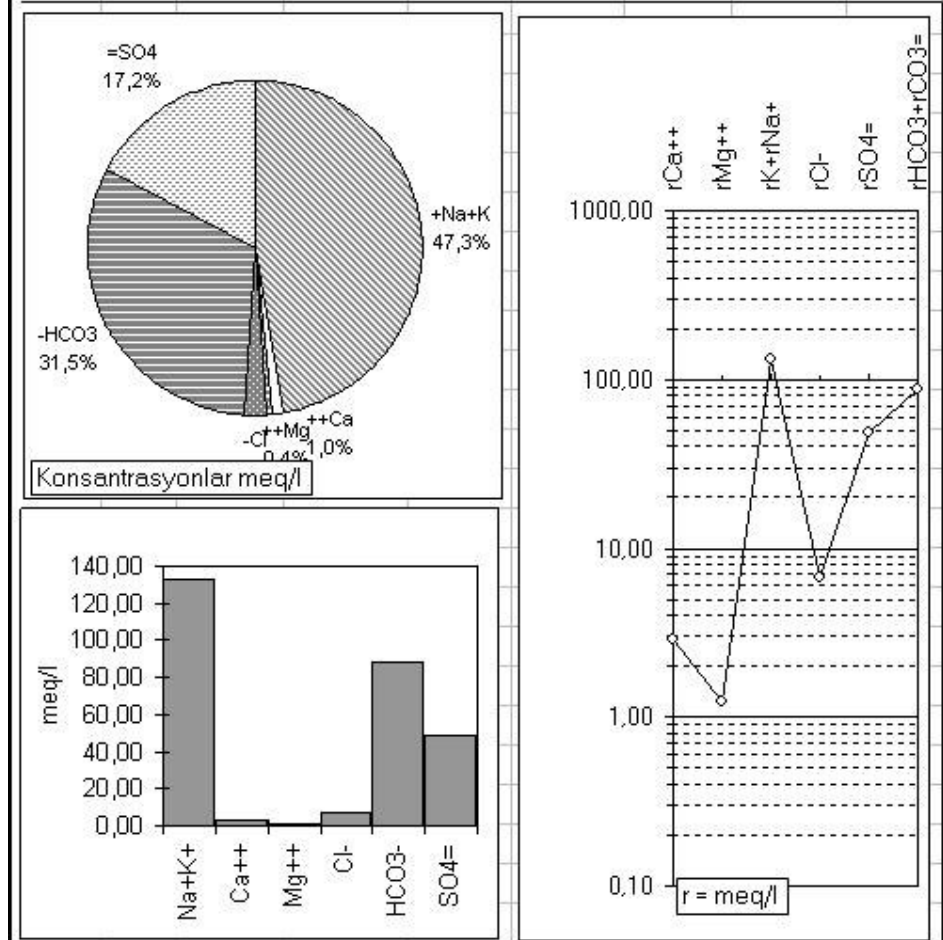 =SO4
17,2%
+Na+K
47,3%
-HCO3
31,5%
-Cl
++Mg
0,4%
++Ca
1,0%
Konsantrasyonlar meq/l
140,00
120,00
100,00
80,00
60,00
40,00
20,00
0,00
meq/l
Na+K+
Ca++
Mg++
Cl-
HCO3-
SO4=
rCa++
rMg++
rK+rNa+
rCl-
rSO4=
rHCO3+rCO3=
1000,00
100,00
10,00
1,00
0,10
r = meq/l